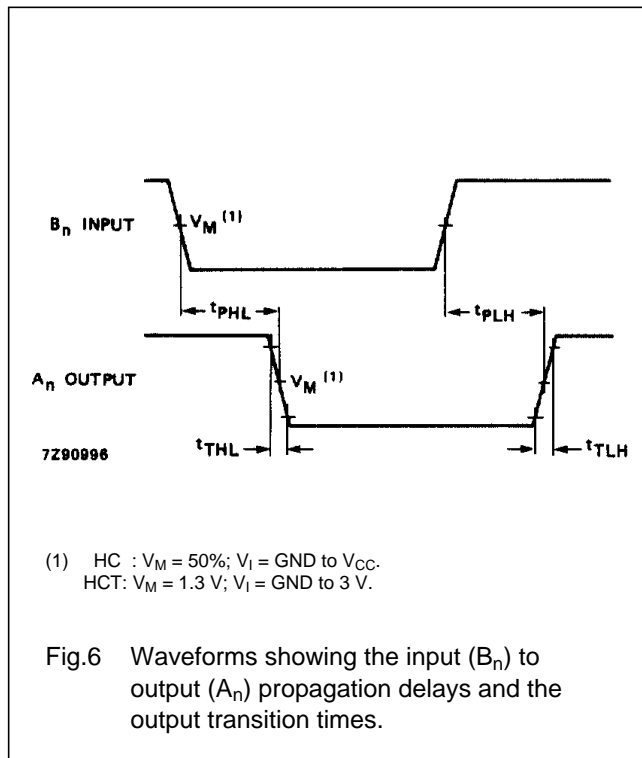 Bn INPUT
VM (1)
tPHL
tPLH
An OUTPUT
VM (1)
7Z90996
tTHL
tTLH
(1) HC : VM = 50%; VI = GND to VCC.
HCT: VM = 1.3 V; VI = GND to 3 V.
Fig.6 Waveforms showing the input (Bn) to
output (An) propagation delays and the
output transition times.